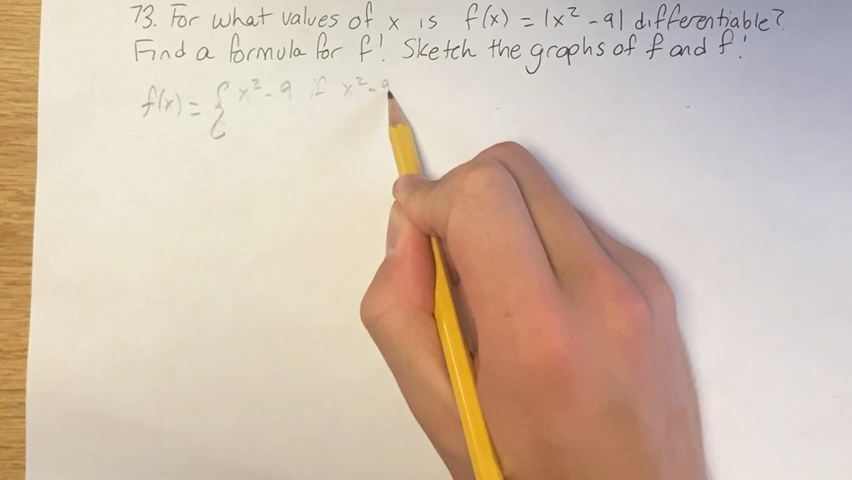 73. For what values of x is f(x) = |x² - 9| differentiable?
Find a formula for f'. Sketch the graphs of f and f'.
f(x) = { x² - 9 if x² - 9